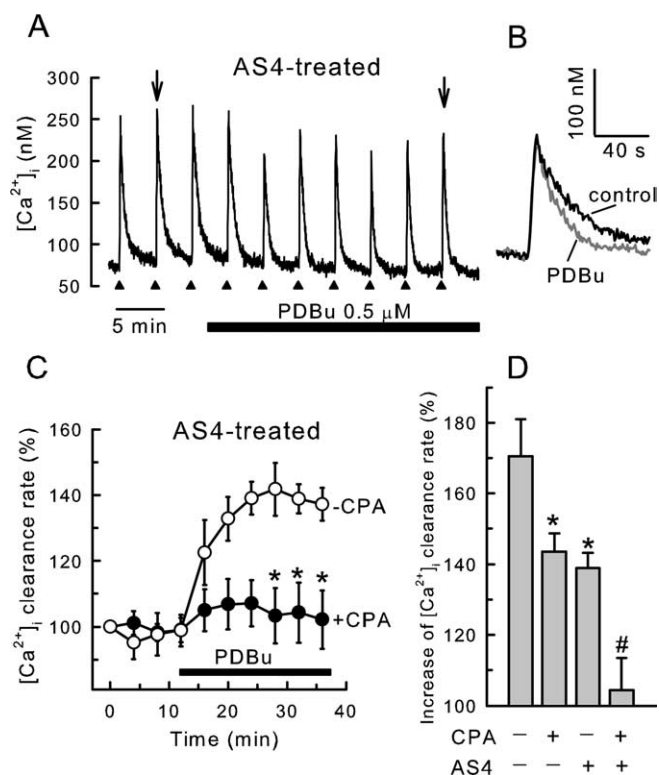 A
AS4-treated
[Ca²⁺]ᵢ (nM)
300
250
200
150
100
50
5 min
PDBu 0.5 μM
B
100 nM
40 s
control
PDBu
C
AS4-treated
[Ca²⁺]ᵢ clearance rate (%)
160
140
120
100
80
-CPA
* * *
+CPA
PDBu
0 10 20 30 40
Time (min)
D
Increase of [Ca²⁺]ᵢ clearance rate (%)
180
160
140
120
100
* *
#
CPA − + − +
AS4 − − + +